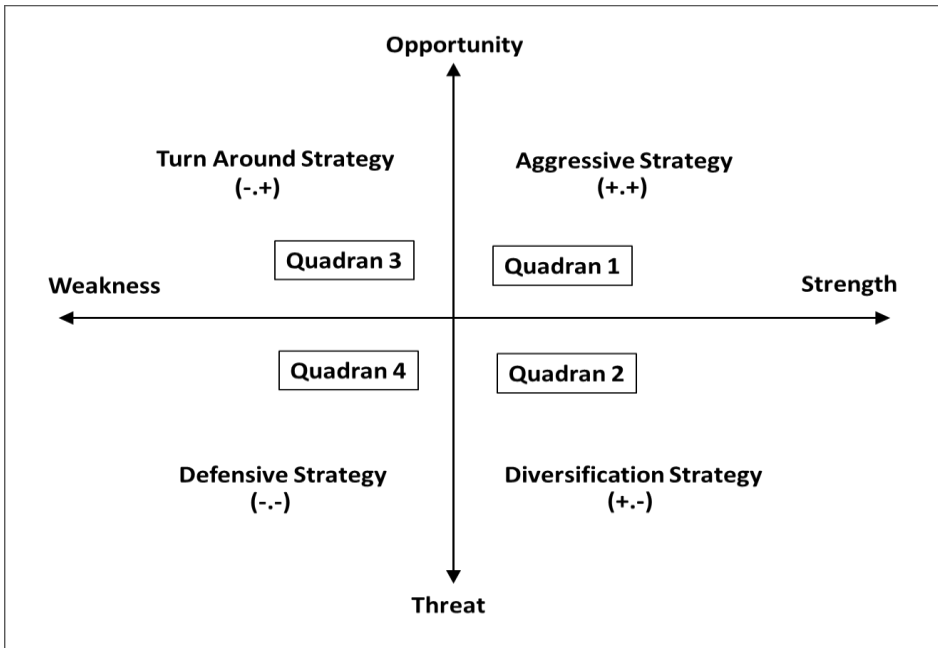 Opportunity
Turn Around Strategy
(-.+)
Aggressive Strategy
(+.+)
Quadran 3
Quadran 1
Weakness
Strength
Quadran 4
Quadran 2
Defensive Strategy
(-.-)
Diversification Strategy
(+.-)
Threat